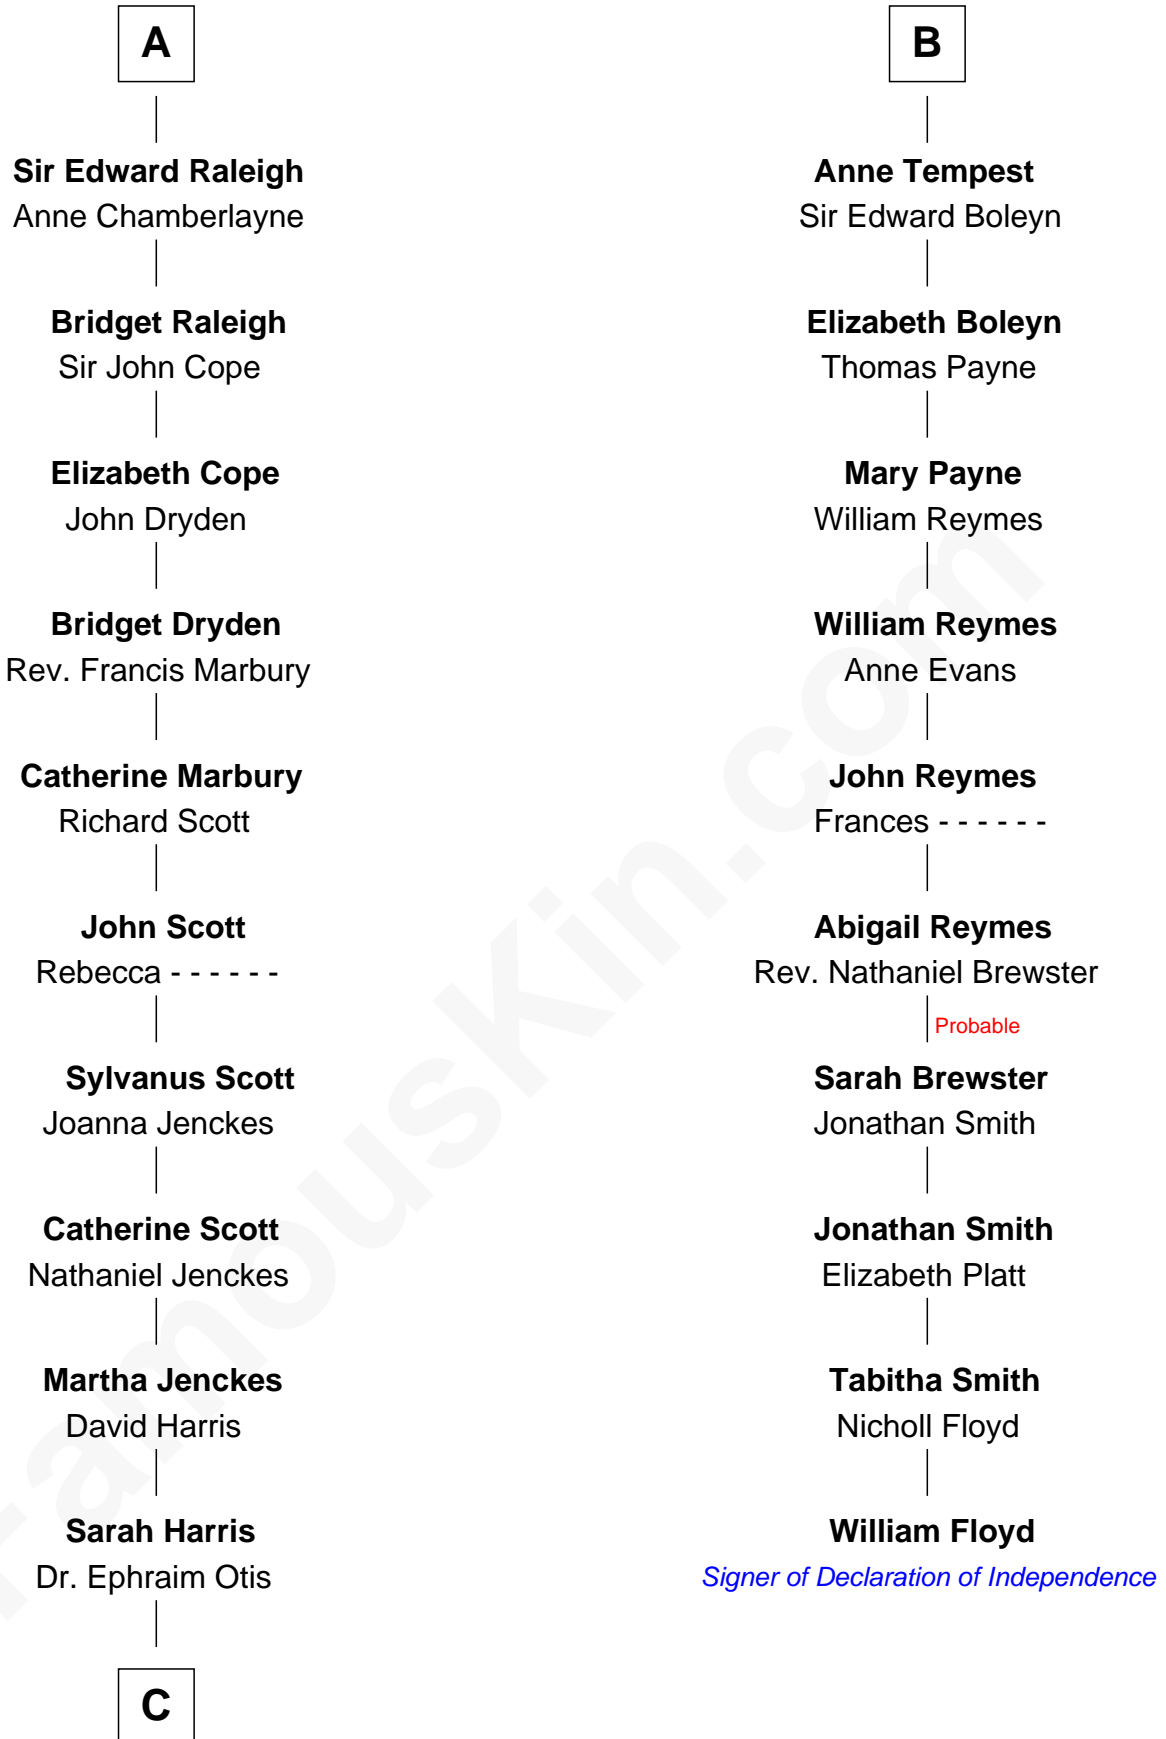 A
Sir Edward Raleigh
Anne Chamberlayne
Bridget Raleigh
Sir John Cope
Elizabeth Cope
John Dryden
Bridget Dryden
Rev. Francis Marbury
Catherine Marbury
Richard Scott
John Scott
Rebecca - - - - - -
Sylvanus Scott
Joanna Jenckes
Catherine Scott
Nathaniel Jenckes
Martha Jenckes
David Harris
Sarah Harris
Dr. Ephraim Otis
C
B
Anne Tempest
Sir Edward Boleyn
Elizabeth Boleyn
Thomas Payne
Mary Payne
William Reymes
William Reymes
Anne Evans
John Reymes
Frances - - - - - -
Abigail Reymes
Rev. Nathaniel Brewster
Probable
Sarah Brewster
Jonathan Smith
Jonathan Smith
Elizabeth Platt
Tabitha Smith
Nicholl Floyd
William Floyd
Signer of Declaration of Independence
FamousKin.com